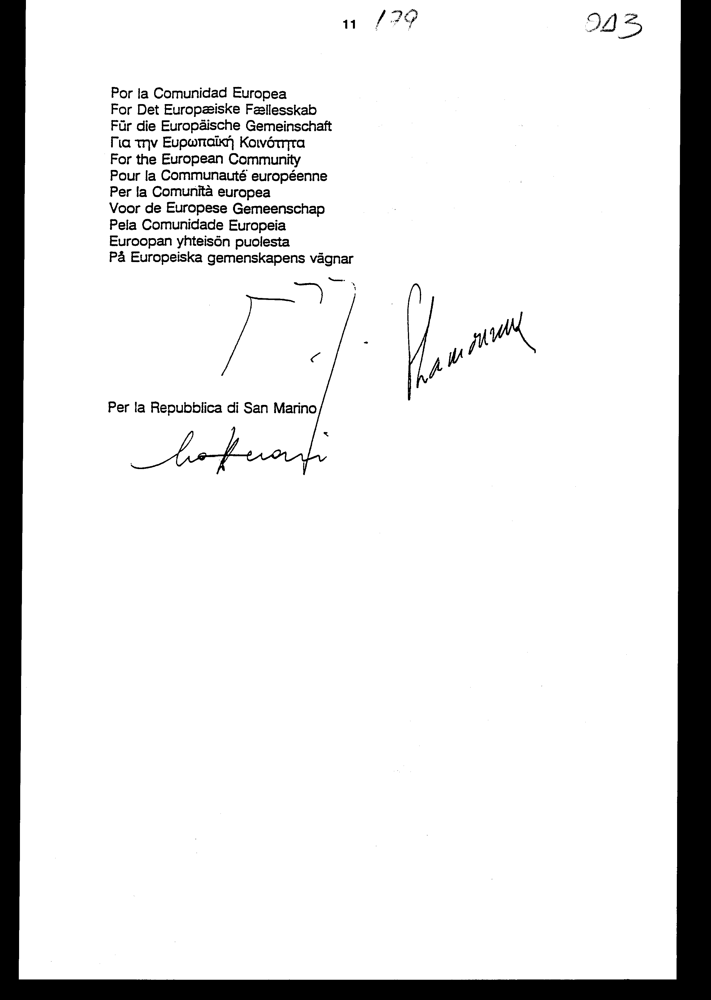 11 179 013
Por la Comunidad Europea
For Det Europæiske Fællesskab
Für die Europäische Gemeinschaft
Για την Ευρωπαϊκή Κοινότητα
For the European Community
Pour la Communauté européenne
Per la Comunità europea
Voor de Europese Gemeenschap
Pela Comunidade Europeia
Euroopan yhteisön puolesta
På Europeiska gemenskapens vägnar
Per la Repubblica di San Marino